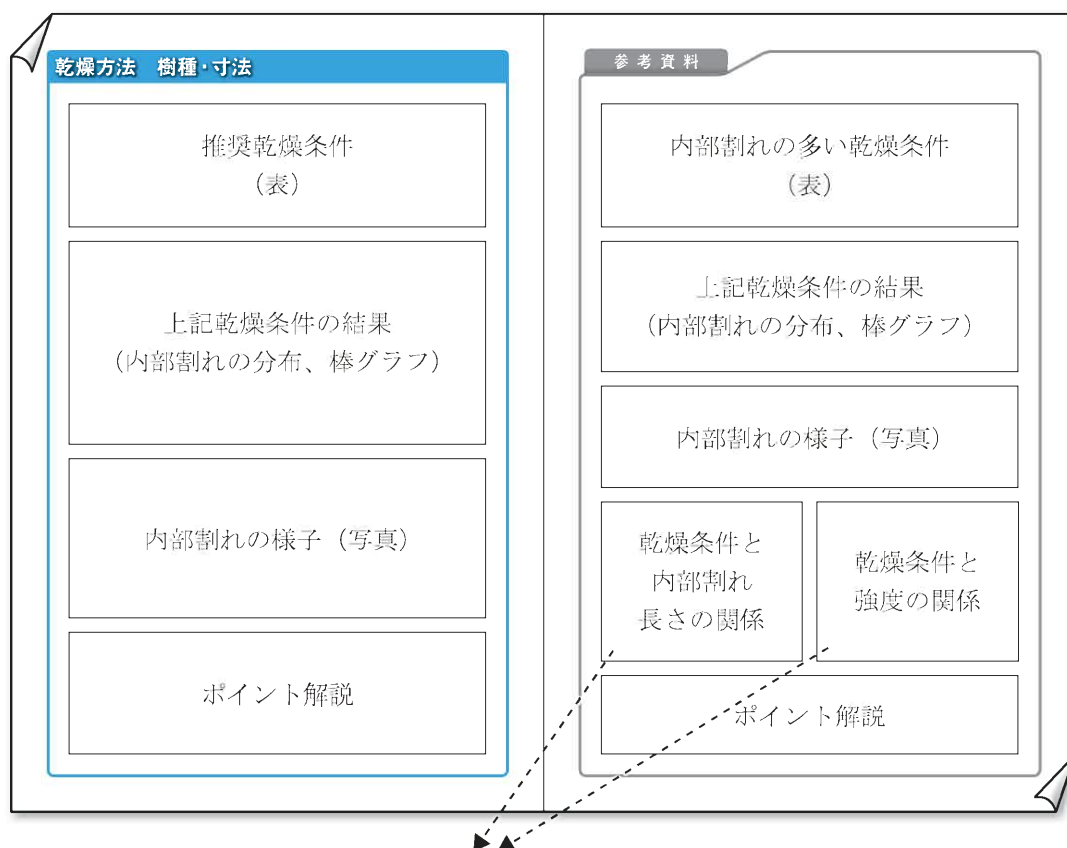 乾燥方法 樹種・寸法
推奨乾燥条件
(表)
上記乾燥条件の結果
(内部割れの分布、棒グラフ)
内部割れの様子（写真）
ポイント解説
参考資料
内部割れの多い乾燥条件
(表)
上記乾燥条件の結果
(内部割れの分布、棒グラフ)
内部割れの様子（写真）
乾燥条件と
内部割れ
長さの関係
乾燥条件と
強度の関係
ポイント解説